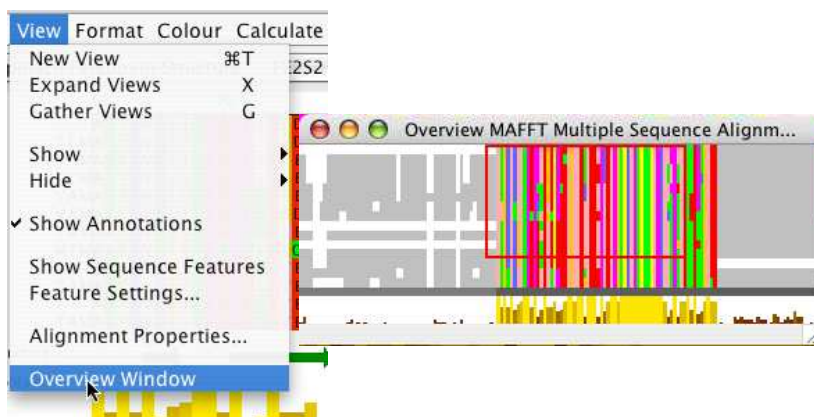 View Format Colour Calculate
New View ⌘T
E2S2
Expand Views X
Gather Views G
Overview MAFFT Multiple Sequence Alignm...
Show
Hide
Show Annotations
Show Sequence Features
Feature Settings...
Alignment Properties...
Overview Window